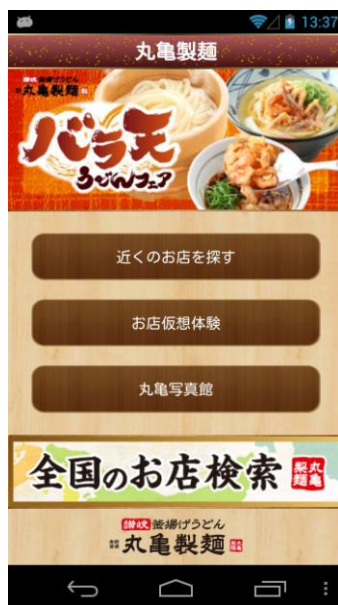 13:37
丸亀製麺
讃岐釜揚げうどん
丸亀製麺
バラ天
うどんフェア
近くのお店を探す
お店仮想体験
丸亀写真館
全国のお店検索 丸亀製麺
讃岐釜揚げうどん
丸亀製麺